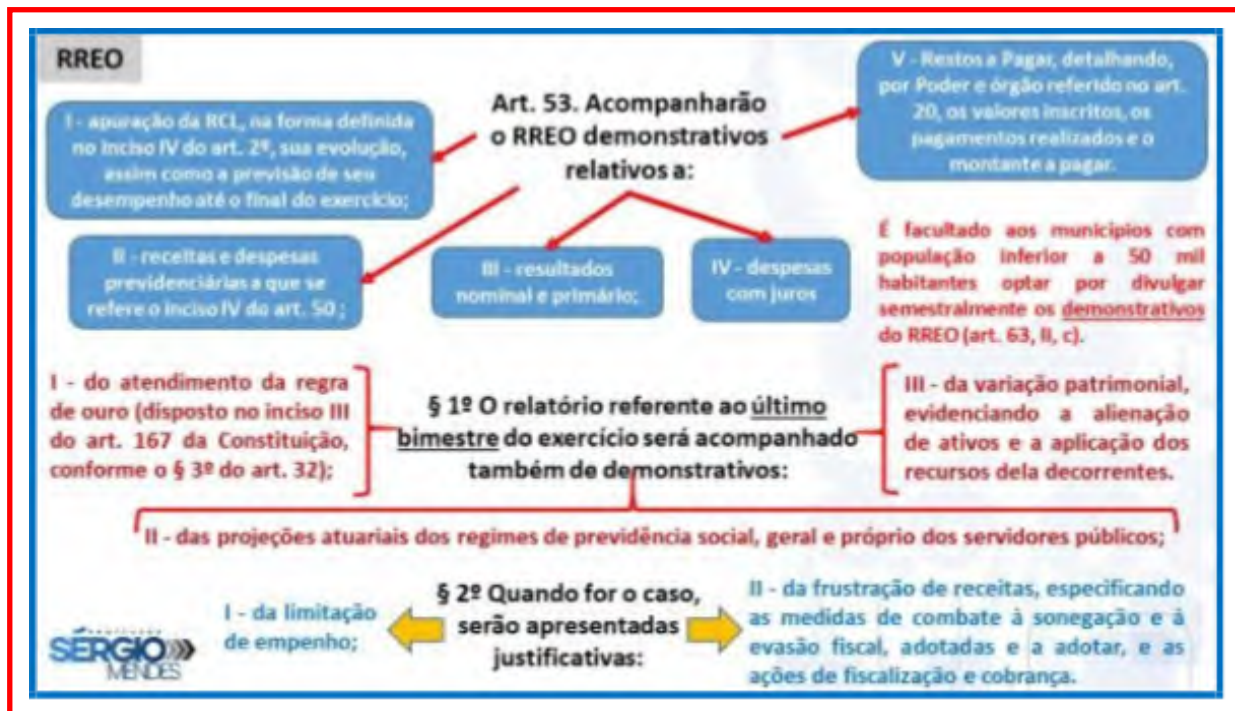 RREO
Art. 53. Acompanharão
o RREO demonstrativos
relativos a:
I - apuração da RCL, na forma definida
no inciso IV do art. 2º, sua evolução,
assim como a previsão de seu
desempenho até o final do exercício;
V - Restos a Pagar, detalhando,
por Poder e órgão referido no art.
20, os valores inscritos, os
pagamentos realizados e o
montante a pagar.
II - receitas e despesas
previdenciárias a que se
refere o inciso IV do art. 50 ;
III - resultados
nominal e primário;
IV - despesas
com juros
É facultado aos municípios com
população inferior a 50 mil
habitantes optar por divulgar
semestralmente os demonstrativos
do RREO (art. 63, II, c).
I - do atendimento da regra
de ouro (disposto no inciso III
do art. 167 da Constituição,
conforme o § 3º do art. 32);
§ 1º O relatório referente ao último
bimestre do exercício será acompanhado
também de demonstrativos:
III - da variação patrimonial,
evidenciando a alienação
de ativos e a aplicação dos
recursos dela decorrentes.
II - das projeções atuariais dos regimes de previdência social, geral e próprio dos servidores públicos;
§ 2º Quando for o caso,
serão apresentadas
justificativas:
I - da limitação
de empenho;
II - da frustração de receitas, especificando
as medidas de combate à sonegação e à
evasão fiscal, adotadas e a adotar, e as
ações de fiscalização e cobrança.
SÉRGIO
MENDES